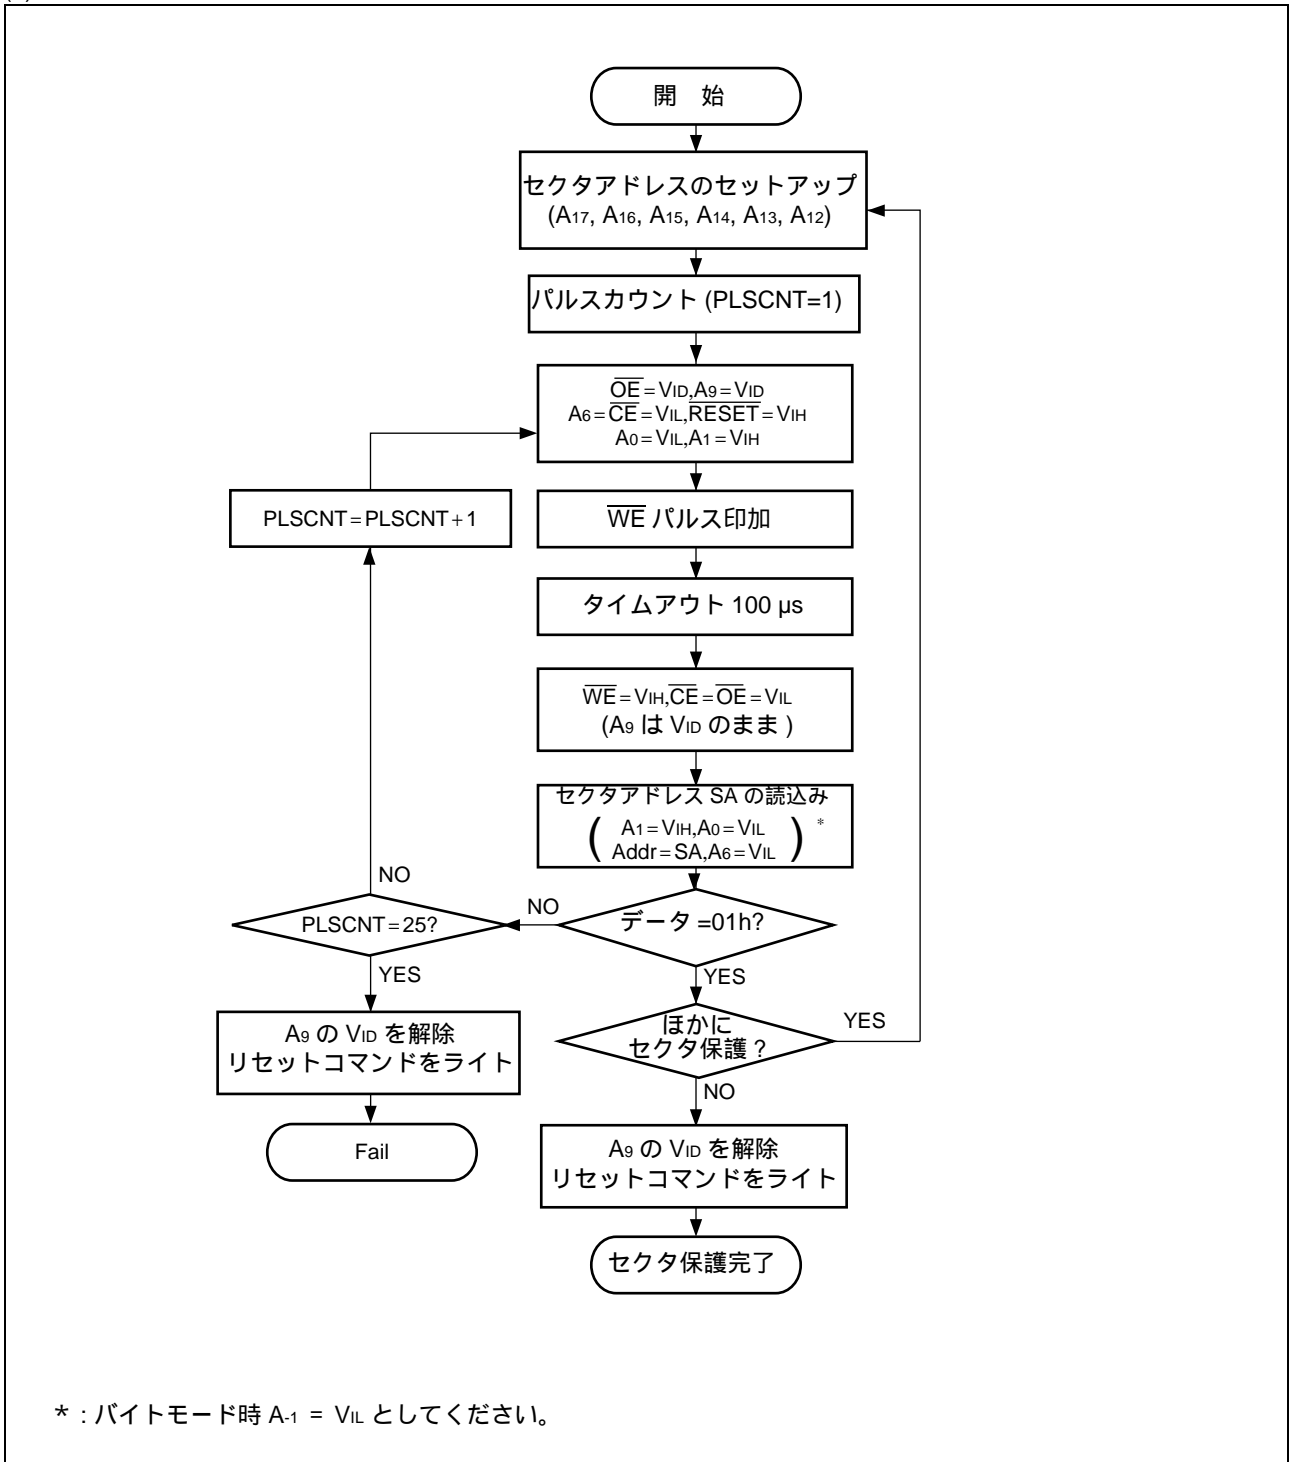 開 始
セクタアドレスのセットアップ
(A17, A16, A15, A14, A13, A12)
パルスカウント (PLSCNT=1)
O̅E̅=VID,A9=VID
A6=C̅E̅=VIL,R̅E̅S̅E̅T̅=VIH
A0=VIL,A1=VIH
PLSCNT=PLSCNT+1
W̅E̅ パルス印加
タイムアウト 100 μs
W̅E̅=VIH,C̅E̅=O̅E̅=VIL
(A9 は VID のまま)
セクタアドレス SA の読込み
( A1=VIH,A0=VIL ) *
Addr=SA,A6=VIL
NO
NO
PLSCNT=25?
データ=01h?
YES
YES
ほかに
セクタ保護?
YES
A9 の VID を解除
リセットコマンドをライト
NO
Fail
A9 の VID を解除
リセットコマンドをライト
セクタ保護完了
* : バイトモード時 A-1 = VIL としてください。